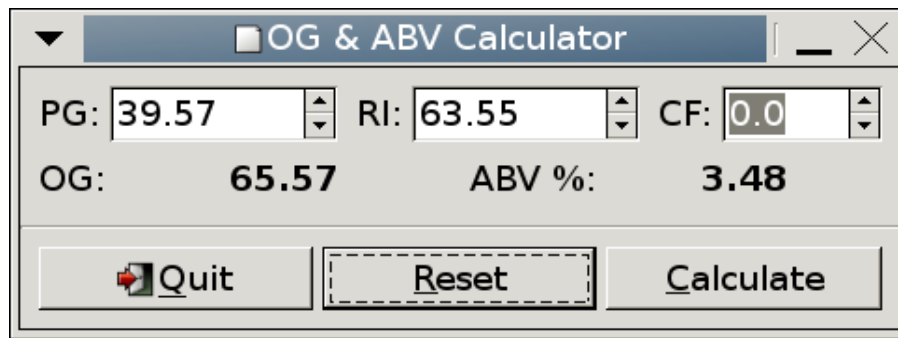 OG & ABV Calculator
PG: 39.57 RI: 63.55 CF: 0.0
OG: 65.57 ABV %: 3.48
Quit Reset Calculate